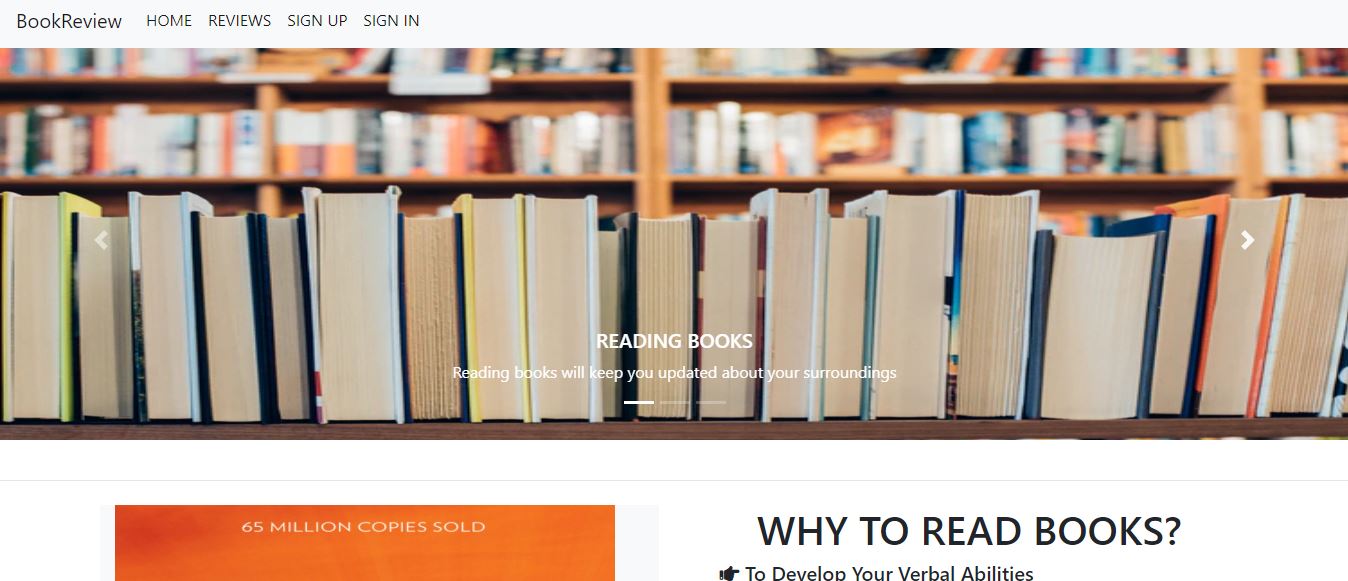 BookReview HOME REVIEWS SIGN UP SIGN IN
READING BOOKS
Reading books will keep you updated about your surroundings
65 MILLION COPIES SOLD
WHY TO READ BOOKS?
To Develop Your Verbal Abilities